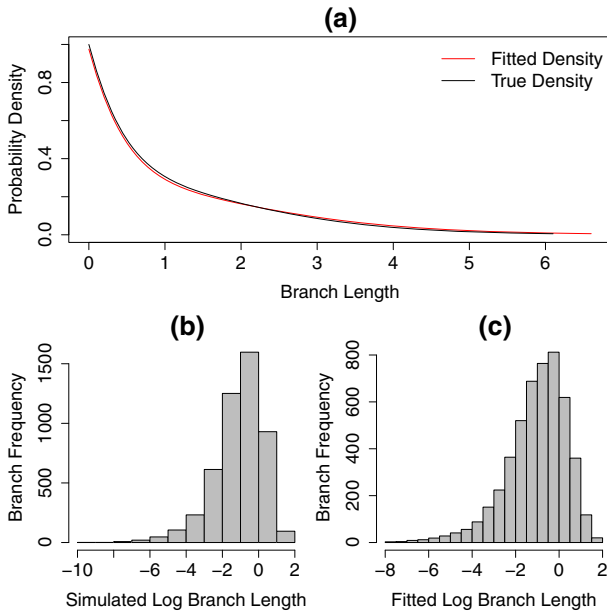 (a)
Probability Density
0.0 0.4 0.8
Fitted Density
True Density
0 1 2 3 4 5 6
Branch Length
(b)
Branch Frequency
0 500 1500
−10 −6 −4 −2 0 2
Simulated Log Branch Length
(c)
Branch Frequency
0 200 400 600 800
−8 −6 −4 −2 0 2
Fitted Log Branch Length